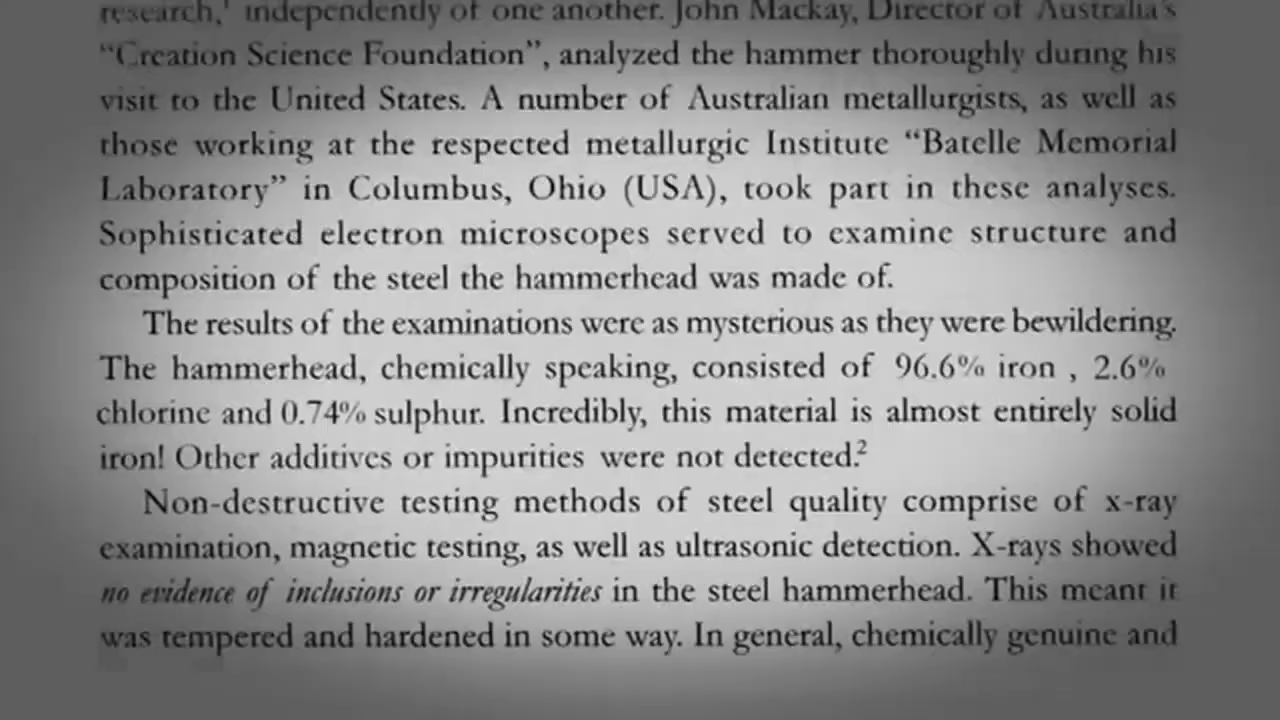 research,¹ independently of one another. John Mackay, Director of Australia's
“Creation Science Foundation”, analyzed the hammer thoroughly during his
visit to the United States. A number of Australian metallurgists, as well as
those working at the respected metallurgic Institute “Batelle Memorial
Laboratory” in Columbus, Ohio (USA), took part in these analyses.
Sophisticated electron microscopes served to examine structure and
composition of the steel the hammerhead was made of.
The results of the examinations were as mysterious as they were bewildering.
The hammerhead, chemically speaking, consisted of 96.6% iron , 2.6%
chlorine and 0.74% sulphur. Incredibly, this material is almost entirely solid
iron! Other additives or impurities were not detected.²
Non-destructive testing methods of steel quality comprise of x-ray
examination, magnetic testing, as well as ultrasonic detection. X-rays showed
no evidence of inclusions or irregularities in the steel hammerhead. This meant it
was tempered and hardened in some way. In general, chemically genuine and